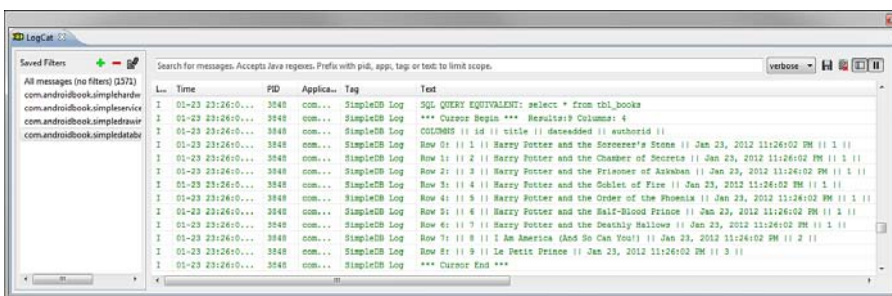 LogCat
Saved Filters
All messages (no filters) (1571)
com.androidbook.simplehardw
com.androidbook.simpleservice
com.androidbook.simpledrawin
com.androidbook.simpledataba
Search for messages. Accepts Java regexes. Prefix with pid:, app:, tag: or text: to limit scope.
verbose
L... Time PID Applica... Tag Text
I 01-23 23:26:0... 3848 com... SimpleDB Log SQL QUERY EQUIVALENT: select * from tbl_books
I 01-23 23:26:0... 3848 com... SimpleDB Log *** Cursor Begin *** Results:9 Columns: 4
I 01-23 23:26:0... 3848 com... SimpleDB Log COLUMNS || id || title || dateadded || authorid ||
I 01-23 23:26:0... 3848 com... SimpleDB Log Row 0: || 1 || Harry Potter and the Sorcerer's Stone || Jan 23, 2012 11:26:02 PM || 1 ||
I 01-23 23:26:0... 3848 com... SimpleDB Log Row 1: || 2 || Harry Potter and the Chamber of Secrets || Jan 23, 2012 11:26:02 PM || 1 ||
I 01-23 23:26:0... 3848 com... SimpleDB Log Row 2: || 3 || Harry Potter and the Prisoner of Azkaban || Jan 23, 2012 11:26:02 PM || 1 ||
I 01-23 23:26:0... 3848 com... SimpleDB Log Row 3: || 4 || Harry Potter and the Goblet of Fire || Jan 23, 2012 11:26:02 PM || 1 ||
I 01-23 23:26:0... 3848 com... SimpleDB Log Row 4: || 5 || Harry Potter and the Order of the Phoenix || Jan 23, 2012 11:26:02 PM || 1 ||
I 01-23 23:26:0... 3848 com... SimpleDB Log Row 5: || 6 || Harry Potter and the Half-Blood Prince || Jan 23, 2012 11:26:02 PM || 1 ||
I 01-23 23:26:0... 3848 com... SimpleDB Log Row 6: || 7 || Harry Potter and the Deathly Hallows || Jan 23, 2012 11:26:02 PM || 1 ||
I 01-23 23:26:0... 3848 com... SimpleDB Log Row 7: || 8 || I Am America (And So Can You!) || Jan 23, 2012 11:26:02 PM || 2 ||
I 01-23 23:26:0... 3848 com... SimpleDB Log Row 8: || 9 || Le Petit Prince || Jan 23, 2012 11:26:02 PM || 3 ||
I 01-23 23:26:0... 3848 com... SimpleDB Log *** Cursor End ***